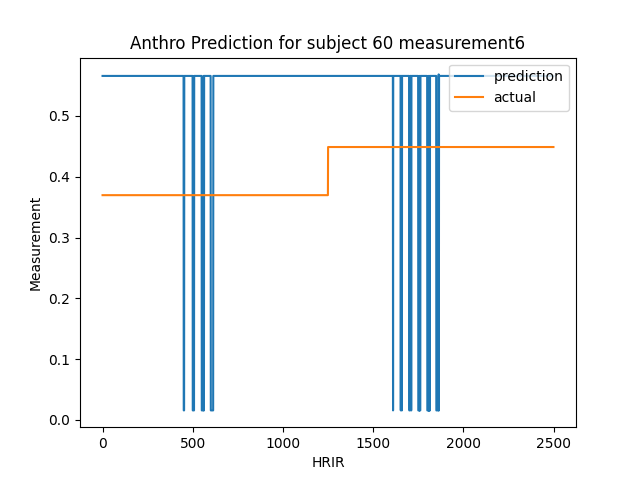 Anthro Prediction for subject 60 measurement6
prediction
actual
Measurement
0.5
0.4
0.3
0.2
0.1
0.0
0 500 1000 1500 2000 2500
HRIR